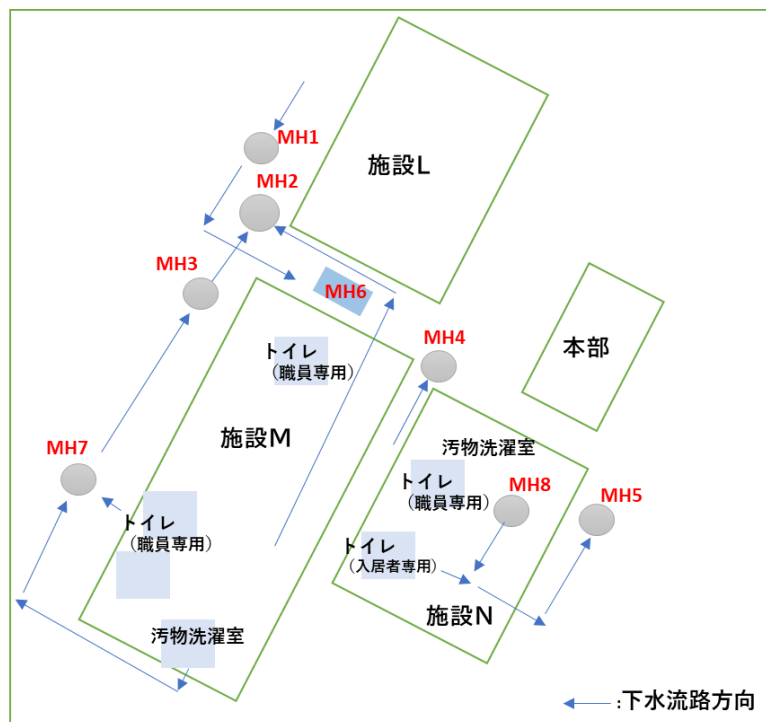 MH1
施設L
MH2
MH3
MH6
MH4
本部
トイレ
（職員専用）
施設M
汚物洗濯室
MH7
トイレ
（職員専用）
MH8
MH5
トイレ
（職員専用）
トイレ
（入居者専用）
施設N
汚物洗濯室
:下水流路方向